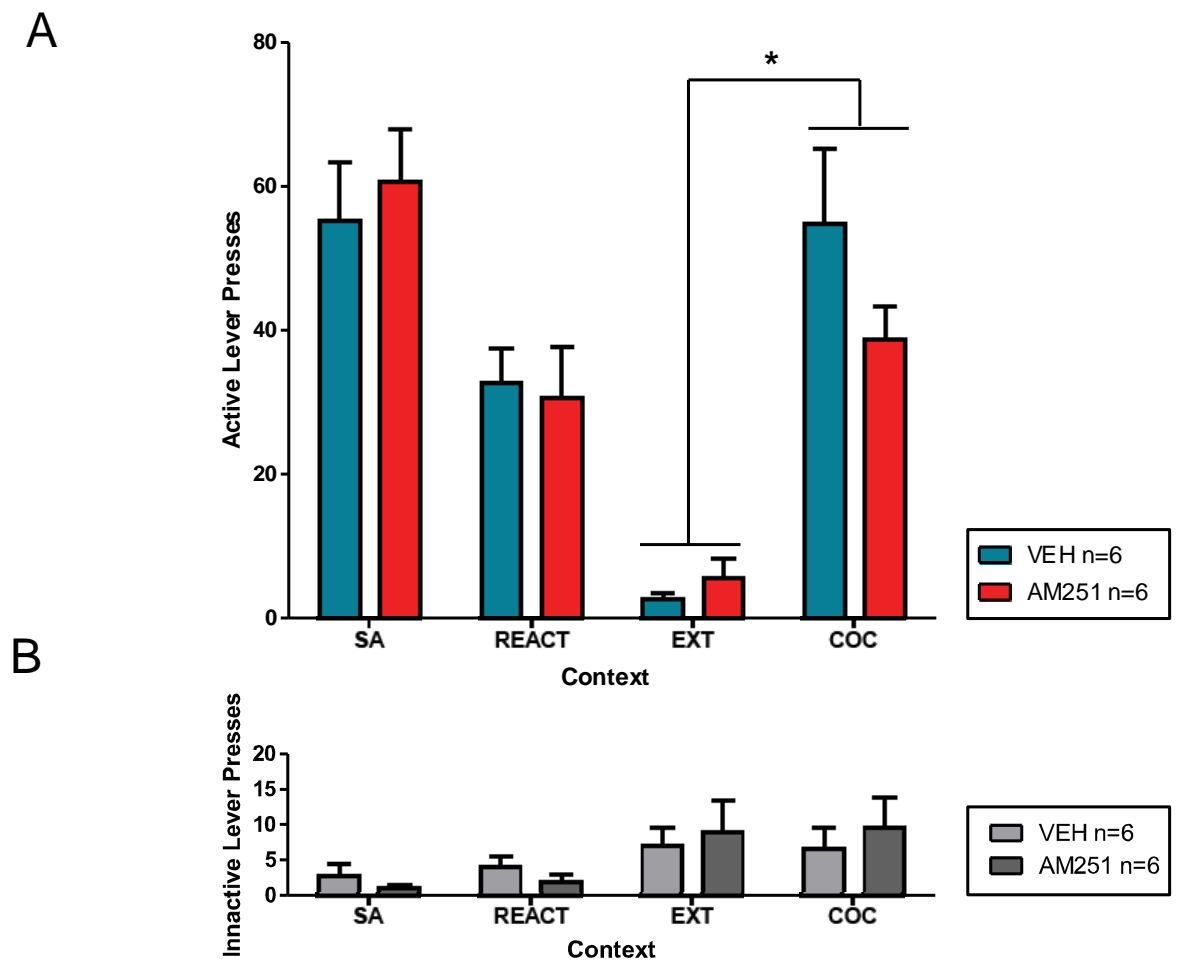 A
80
60
40
20
0
Active Lever Presses
*
SA REACT EXT COC
Context
VEH n=6
AM251 n=6
B
20
15
10
5
0
Innactive Lever Presses
SA REACT EXT COC
Context
VEH n=6
AM251 n=6